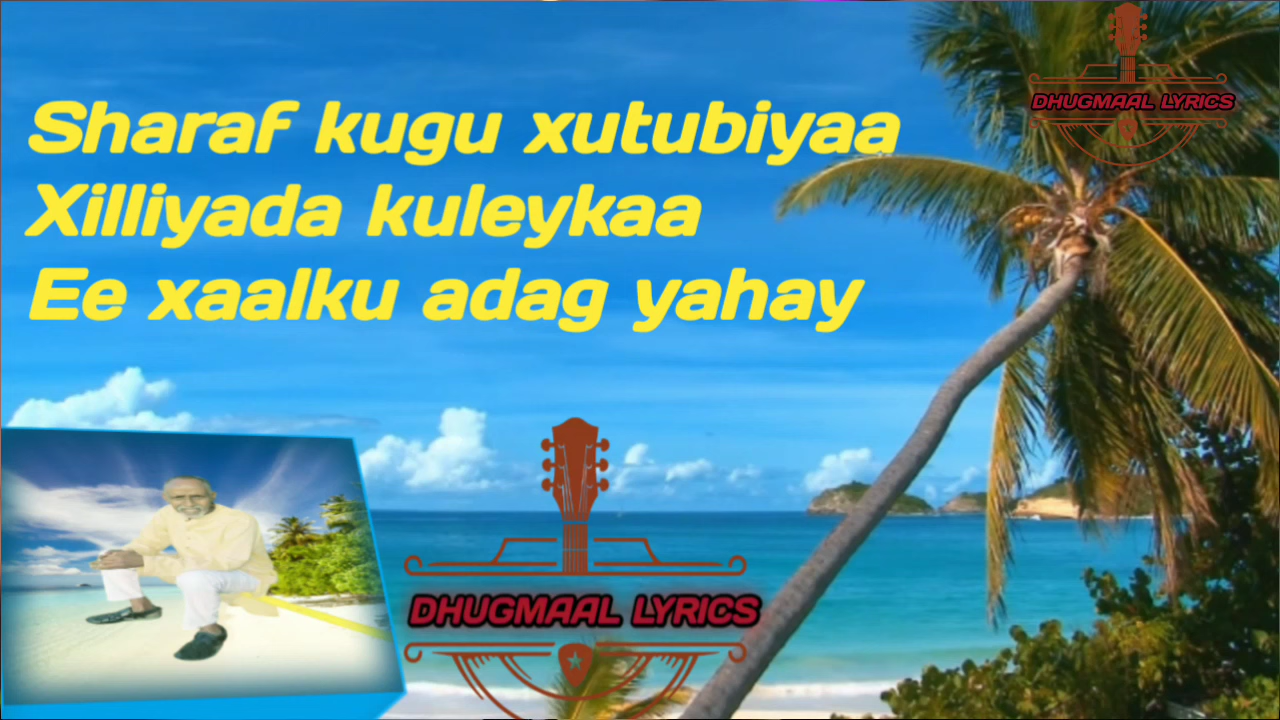 DHUGMAAL LYRICS
Sharaf kugu xutubiyaa
Xilliyada kuleykaa
Ee xaalku adag yahay
DHUGMAAL LYRICS